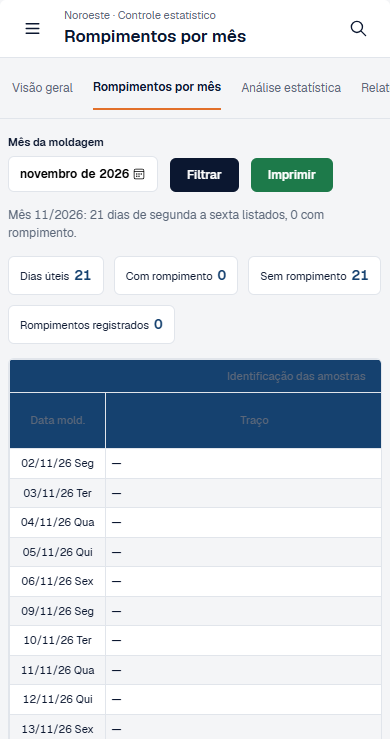 Noroeste · Controle estatístico
Rompimentos por mês
Visão geral
Rompimentos por mês
Análise estatística
Relat
Mês da moldagem
novembro de 2026
Filtrar
Imprimir
Mês 11/2026: 21 dias de segunda a sexta listados, 0 com
rompimento.
Dias úteis 21
Com rompimento 0
Sem rompimento 21
Rompimentos registrados 0
Identificação das amostras
Data mold.
Traço
02/11/26 Seg —
03/11/26 Ter —
04/11/26 Qua —
05/11/26 Qui —
06/11/26 Sex —
09/11/26 Seg —
10/11/26 Ter —
11/11/26 Qua —
12/11/26 Qui —
13/11/26 Sex —